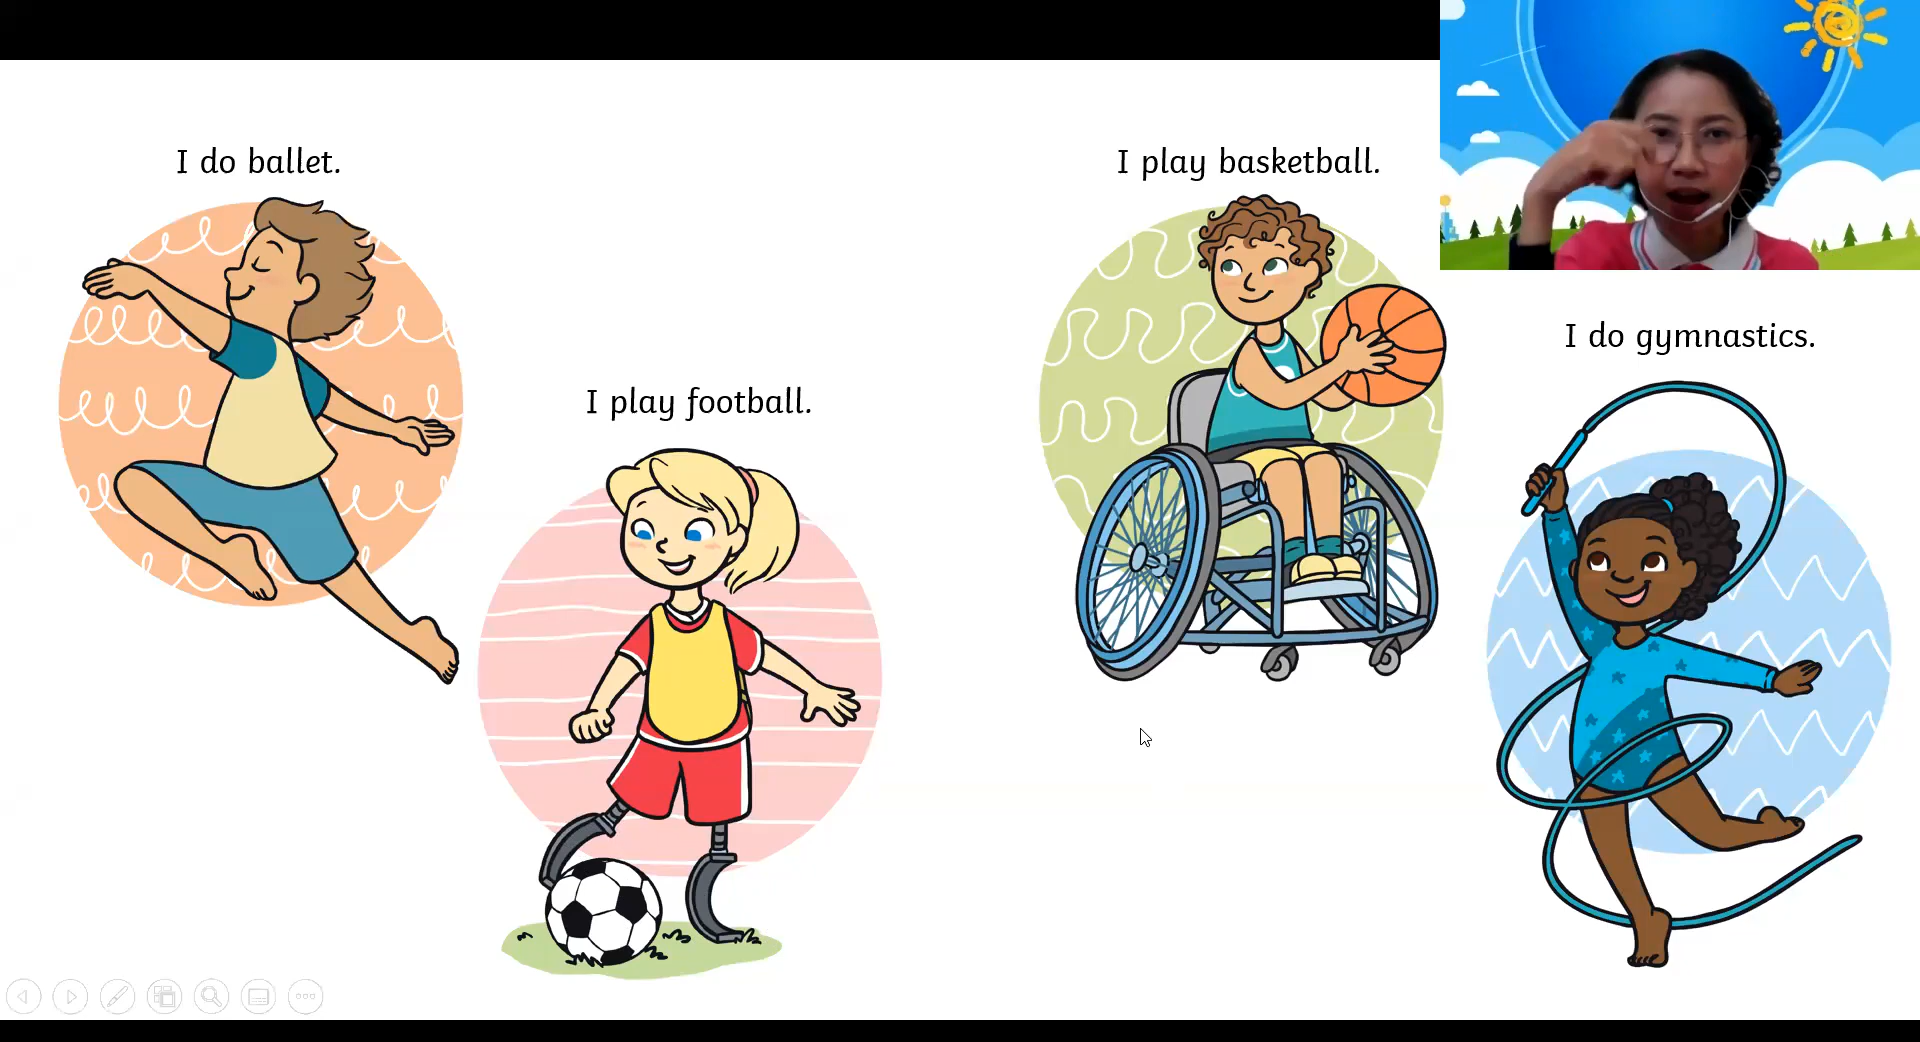 I do ballet.
I play football.
I play basketball.
I do gymnastics.